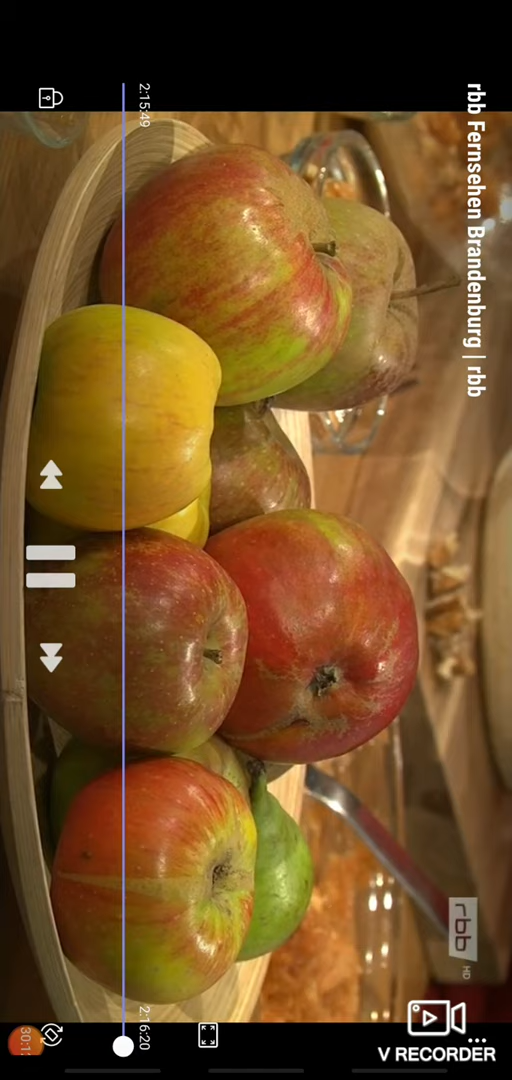 rbb Fernsehen Brandenburg | rbb
2:15:49
2:16:20
rbb
HD
V RECORDER